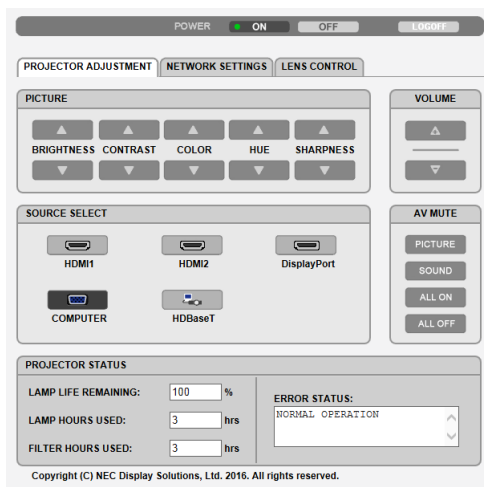 POWER ON OFF LOGOFF
PROJECTOR ADJUSTMENT NETWORK SETTINGS LENS CONTROL
PICTURE
BRIGHTNESS CONTRAST COLOR HUE SHARPNESS
VOLUME
SOURCE SELECT
HDMI1 HDMI2 DisplayPort
COMPUTER HDBaseT
AV MUTE
PICTURE
SOUND
ALL ON
ALL OFF
PROJECTOR STATUS
LAMP LIFE REMAINING: 100 %
LAMP HOURS USED: 3 hrs
FILTER HOURS USED: 3 hrs
ERROR STATUS:
NORMAL OPERATION
Copyright (C) NEC Display Solutions, Ltd. 2016. All rights reserved.